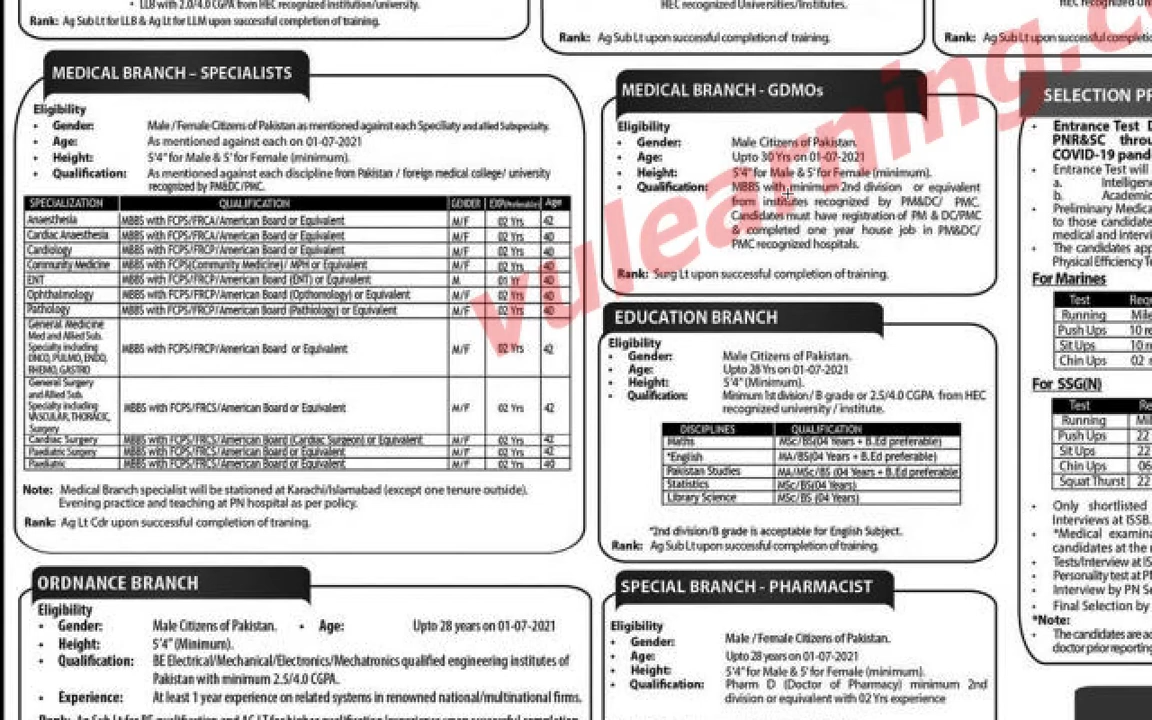 • LLB with 2.0/4.0 CGPA from HEC recognized institution/university.
Rank: Ag Sub Lt for LLB & Ag Lt for LLM upon successful completion of training.
HEC recognized Universities/Institutes.
Rank: Ag Sub Lt upon successful completion of training.
HEC recognized
Rank: Ag Sub Lt upon successful
MEDICAL BRANCH – SPECIALISTS
Eligibility
• Gender: Male / Female Citizens of Pakistan as mentioned against each Speciliaty and allied Subspecialty.
• Age: As mentioned against each on 01-07-2021
• Height: 5'4" for Male & 5' for Female (minimum).
• Qualification: As mentioned against each discipline from Pakistan / foreign medical college/ university
recognized by PM&DC/PMC.
SPECIALIZATION QUALIFICATION GENDER EXP(Preferable) Age
Anaesthesia MBBS with FCPS/FRCA/American Board or Equivalent M/F 02 Yrs 42
Cardiac Anaesthesia MBBS with FCPS/FRCA/American Board or Equivalent M/F 02 Yrs 40
Cardiology MBBS with FCPS/FRCP/American Board or Equivalent M/F 02 Yrs 40
Community Medicine MBBS with FCPS(Community Medicine)/ MPH or Equivalent M/F 02 Yrs 40
ENT MBBS with FCPS/FRCP/American Board (ENT) or Equivalent M 01 Yr 40
Ophthalmology MBBS with FCPS/FRCP/American Board (Opthomology) or Equivalent M/F 02 Yrs 40
Pathology MBBS with FCPS/FRCP/American Board (Pathiology) or Equivalent M/F 02 Yrs 40
General Medicine
Med and Allied Sub.
Specialty including
ONCO, PULMO, ENDO,
RHEMO, GASTRO
MBBS with FCPS/FRCP/American Board or Equivalent M/F 02 Yrs 42
General Surgery
and Allied Sub.
Specialty including
VASCULAR, THORACIC,
Surgery
MBBS with FCPS/FRCS/American Board or Equivalent M/F 02 Yrs 42
Cardiac Surgery MBBS with FCPS/FRCS/American Board (Cardiac Surgeon) or Equivalent M/F 02 Yrs 42
Paediatric Surgery MBBS with FCPS/FRCS/American Board or Equivalent M/F 02 Yrs 42
Paediatric MBBS with FCPS/FRCS/American Board or Equivalent M/F 02 Yrs 40
Note: Medical Branch specialist will be stationed at Karachi/Islamabad (except one tenure outside).
Evening practice and teaching at PN hospital as per policy.
Rank: Ag Lt Cdr upon successful completion of traning.
ORDNANCE BRANCH
Eligibility
• Gender: Male Citizens of Pakistan. • Age: Upto 28 years on 01-07-2021
• Height: 5'4" (Minimum).
• Qualification: BE Electrical/Mechanical/Electronics/Mechatronics qualified engineering institutes of
Pakistan with minimum 2.5/4.0 CGPA.
• Experience: At least 1 year experience on related systems in renowned national/multinational firms.
MEDICAL BRANCH - GDMOs
Eligibility
• Gender: Male Citizens of Pakistan.
• Age: Upto 30 Yrs on 01-07-2021
• Height: 5'4" for Male & 5' for Female (minimum).
• Qualification: MBBS with minimum 2nd division or equivalent
from institutes recognized by PM&DC/ PMC.
Candidates must have registration of PM & DC/PMC
& completed one year house job in PM&DC/
PMC recognized hospitals.
Rank: Surg Lt upon successful completion of training.
EDUCATION BRANCH
Eligibility
• Gender: Male Citizens of Pakistan.
• Age: Upto 28 Yrs on 01-07-2021
• Height: 5'4" (Minimum).
• Qualification: Minimum 1st division/ B grade or 2.5/4.0 CGPA from HEC
recognized university / institute.
DISCIPLINES QUALIFICATION
Maths MSc/BS(04 Years + B.Ed preferable)
*English MA/BS(04 Years + B.Ed preferable)
Pakistan Studies MA/MSc/BS (04 Years + B.Ed preferable)
Statistics MSc/BS(04 Years)
Library Science MSc/BS (04 Years)
*2nd division/B grade is acceptable for English Subject.
Rank: Ag Sub Lt upon successful completion of training.
SPECIAL BRANCH - PHARMACIST
Eligibility
• Gender: Male / Female Citizens of Pakistan.
• Age: Upto 28 years on 01-07-2021
• Height: 5'4" for Male & 5' for Female (minimum).
• Qualification: Pharm D (Doctor of Pharmacy) minimum 2nd
division or equivalent with 02 Yrs experience
SELECTION
• Entrance Test
PNR&SC
COVID-19
• Entrance Test will
a.
b.
• Preliminary
to those
medical and
• The candidates
Physical Efficiency
For Marines
Test
Running
Push Ups 10
Sit Ups 10
Chin Ups 02
For SSG(N)
Test
Running
Push Ups 22
Sit Ups 22
Chin Ups 06
Squat Thurst 22
• Only shortlisted
Interviews at ISSB.
• *Medical
candidates at the
• Tests/Interview at
• Personality test at
• Interview by PN
• Final Selection by
*Note:
• The candidates are
doctor prior
vulearning.c